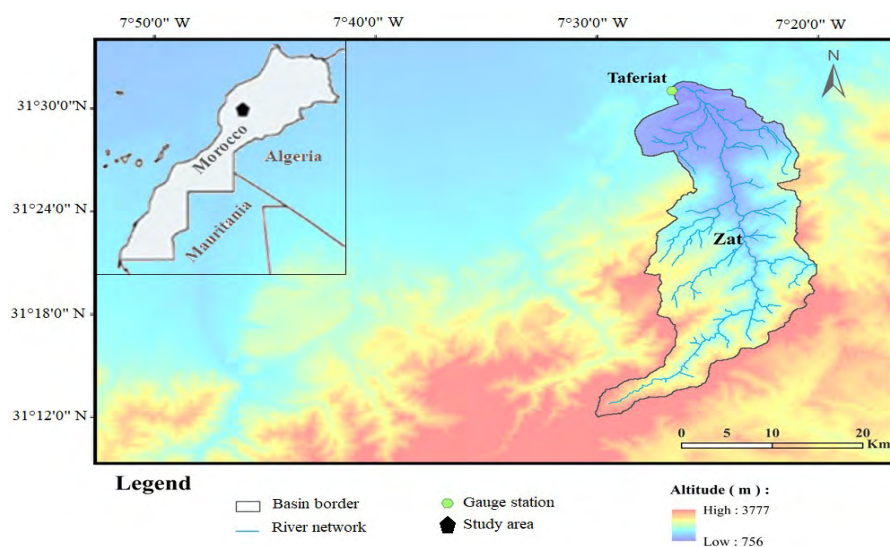 7°50'0" W 7°40'0" W 7°30'0" W 7°20'0" W
31°30'0"N
31°24'0"N
31°18'0"N
31°12'0" N
Morocco
Algeria
Mauritania
Taferiat
N
Zat
0 5 10 20
Km
Legend
Basin border
River network
Gauge station
Study area
Altitude ( m ) :
High : 3777
Low : 756